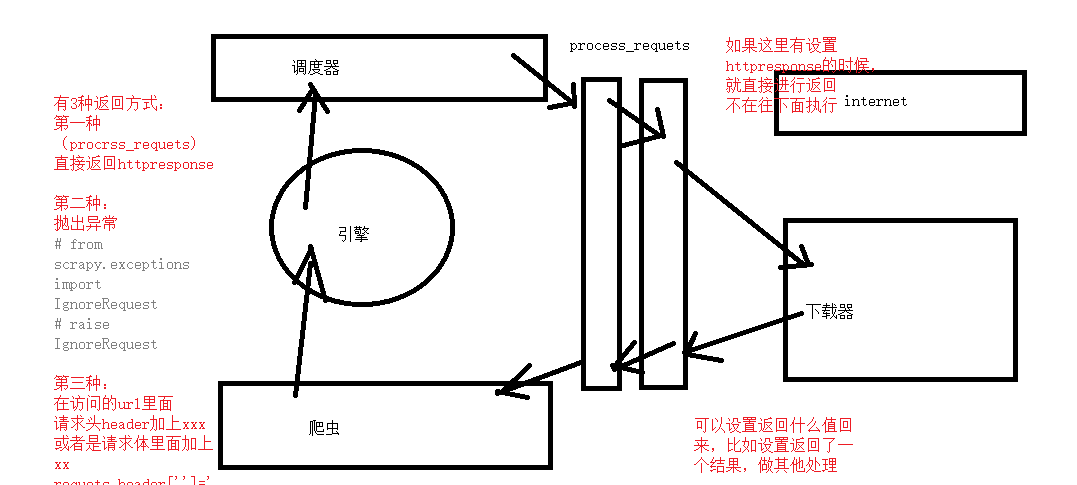 process_requets
如果这里有设置
httpresponse的时候,
就直接进行返回
不在往下面执行
internet
调度器
有3种返回方式:
第一种
（procrss_requets）
直接返回httpresponse
第二种:
抛出异常
# from
scrapy.exceptions
import
IgnoreRequest
# raise
IgnoreRequest
第三种:
在访问的url里面
请求头header加上xxx
或者是请求体里面加上
xx
requets.header['']='
引擎
下载器
爬虫
可以设置返回什么值回
来，比如设置返回了一
个结果，做其他处理